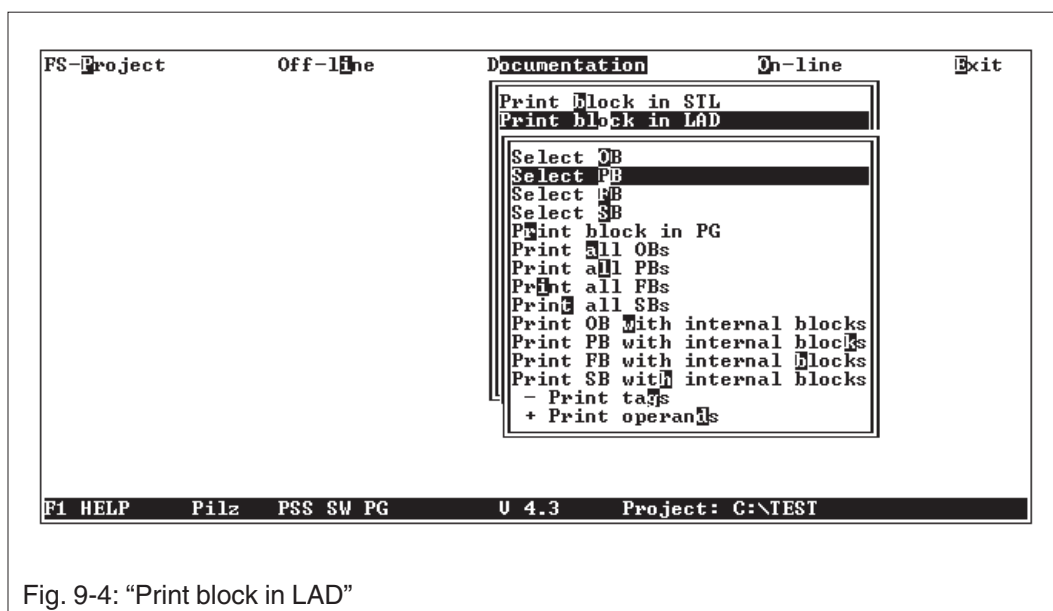 FS-Project Off-line Documentation On-line Exit
Print block in STL
Print block in LAD
Select OB
Select PB
Select FB
Select SB
Print block in PG
Print all OBs
Print all PBs
Print all FBs
Print all SBs
Print OB with internal blocks
Print PB with internal blocks
Print FB with internal blocks
Print SB with internal blocks
- Print tags
+ Print operands
F1 HELP Pilz PSS SW PG V 4.3 Project: C:\TEST
Fig. 9-4: “Print block in LAD”